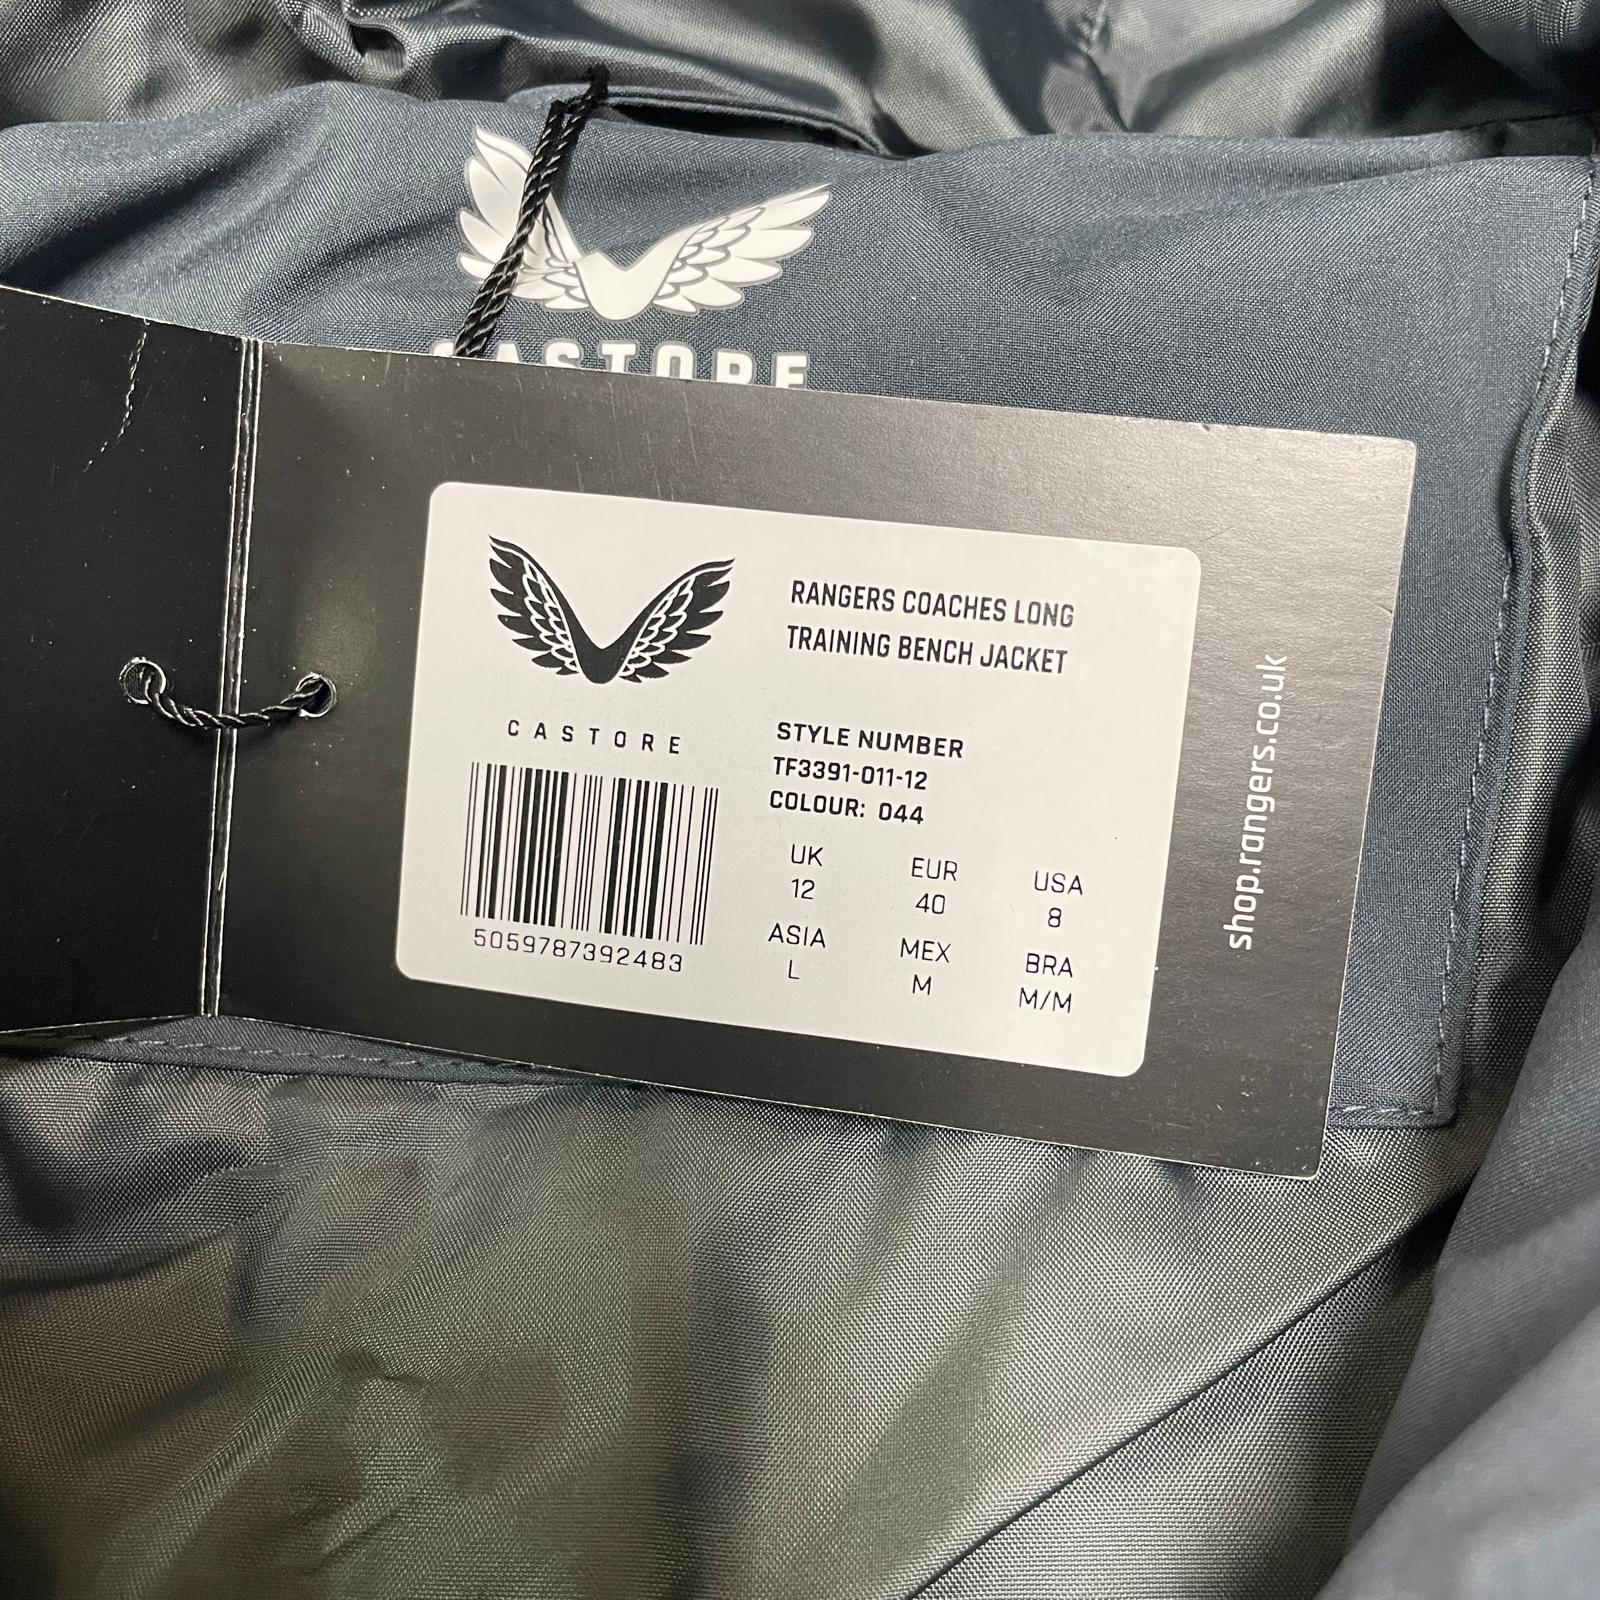 CASTORE
RANGERS COACHES LONG
TRAINING BENCH JACKET
CASTORE
STYLE NUMBER
TF3391-011-12
COLOUR: 044
5059787392483
UK EUR USA
12 40 8
ASIA MEX BRA
L M M/M
shop.rangers.co.uk